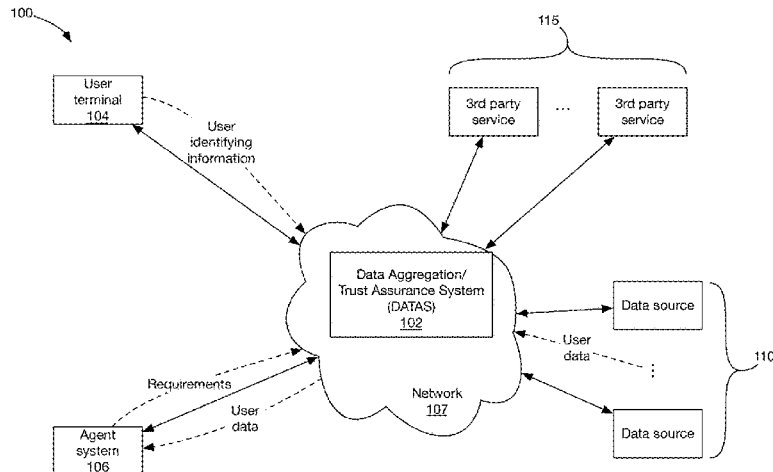 100
115
User
terminal
104
3rd party
service
...
3rd party
service
User
identifying
information
Data Aggregation/
Trust Assurance System
(DATAS)
102
Data source
User
data
110
Requirements
User
data
Network
107
Agent
system
106
Data source